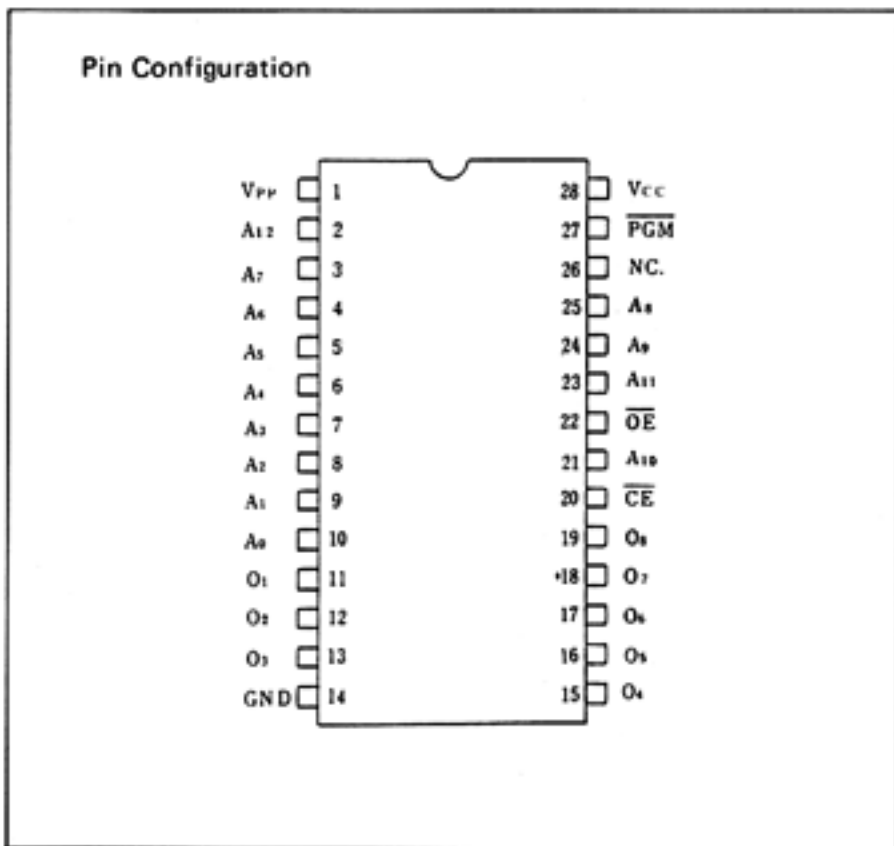 Pin Configuration
VPP 1 28 VCC
A12 2 27 PGM
A7 3 26 NC.
A6 4 25 A8
A5 5 24 A9
A4 6 23 A11
A3 7 22 OE
A2 8 21 A10
A1 9 20 CE
A0 10 19 O8
O1 11 18 O7
O2 12 17 O6
O3 13 16 O5
GND 14 15 O4